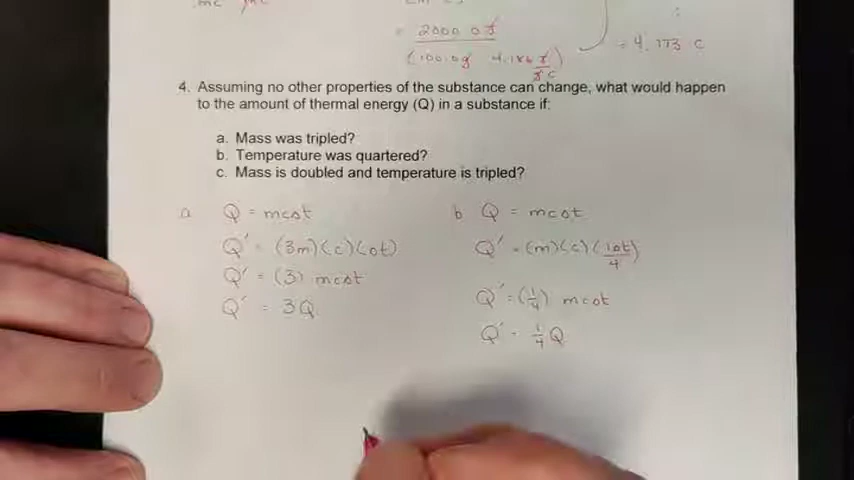 = 2000.0J
(100.0g 4.186 J/g°C)
= 4.773 c
4. Assuming no other properties of the substance can change, what would happen
to the amount of thermal energy (Q) in a substance if:
a. Mass was tripled?
b. Temperature was quartered?
c. Mass is doubled and temperature is tripled?
a Q = mcΔt
Q' = (3m)(c)(Δt)
Q' = (3) mcΔt
Q' = 3Q
b Q = mcΔt
Q' = (m)(c)(1Δt/4)
Q' = (1/4) mcΔt
Q' = 1/4 Q